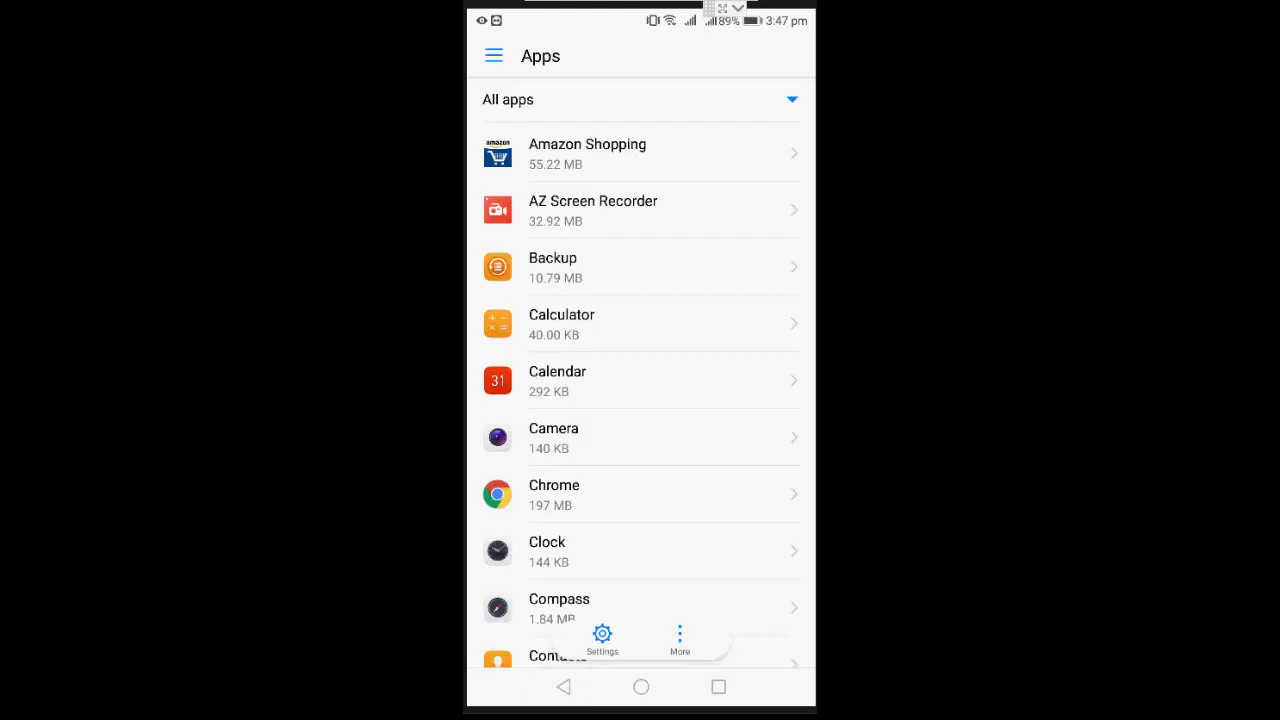 89% 3:47 pm
Apps
All apps
amazon
Amazon Shopping
55.22 MB
AZ Screen Recorder
32.92 MB
Backup
10.79 MB
Calculator
40.00 KB
31
Calendar
292 KB
Camera
140 KB
Chrome
197 MB
Clock
144 KB
Compass
1.84 MB
Contacts
Settings
More